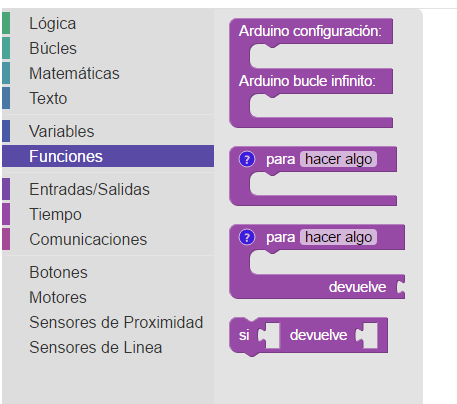 Lógica
Búcles
Matemáticas
Texto
Variables
Funciones
Entradas/Salidas
Tiempo
Comunicaciones
Botones
Motores
Sensores de Proximidad
Sensores de Linea
Arduino configuración:
Arduino bucle infinito:
? para hacer algo
? para hacer algo
devuelve
si devuelve